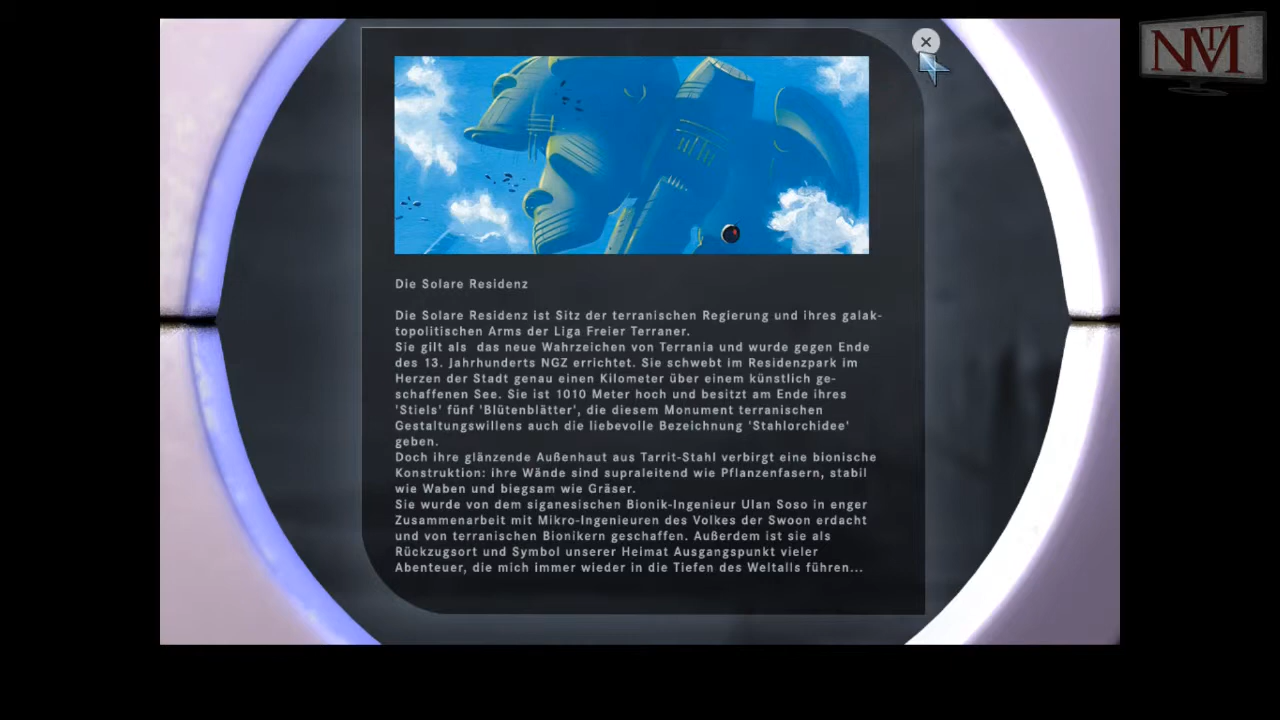 NTM
Die Solare Residenz
Die Solare Residenz ist Sitz der terranischen Regierung und ihres galak-
topolitischen Arms der Liga Freier Terraner.
Sie gilt als  das neue Wahrzeichen von Terrania und wurde gegen Ende
des 13. Jahrhunderts NGZ errichtet. Sie schwebt im Residenzpark im
Herzen der Stadt genau einen Kilometer über einem künstlich ge-
schaffenen See. Sie ist 1010 Meter hoch und besitzt am Ende ihres
'Stiels' fünf 'Blütenblätter', die diesem Monument terranischen
Gestaltungswillens auch die liebevolle Bezeichnung 'Stahlorchidee'
geben.
Doch ihre glänzende Außenhaut aus Tarrit-Stahl verbirgt eine bionische
Konstruktion: ihre Wände sind supraleitend wie Pflanzenfasern, stabil
wie Waben und biegsam wie Gräser.
Sie wurde von dem siganesischen Bionik-Ingenieur Ulan Soso in enger
Zusammenarbeit mit Mikro-Ingenieuren des Volkes der Swoon erdacht
und von terranischen Bionikern geschaffen. Außerdem ist sie als
Rückzugsort und Symbol unserer Heimat Ausgangspunkt vieler
Abenteuer, die mich immer wieder in die Tiefen des Weltalls führen...